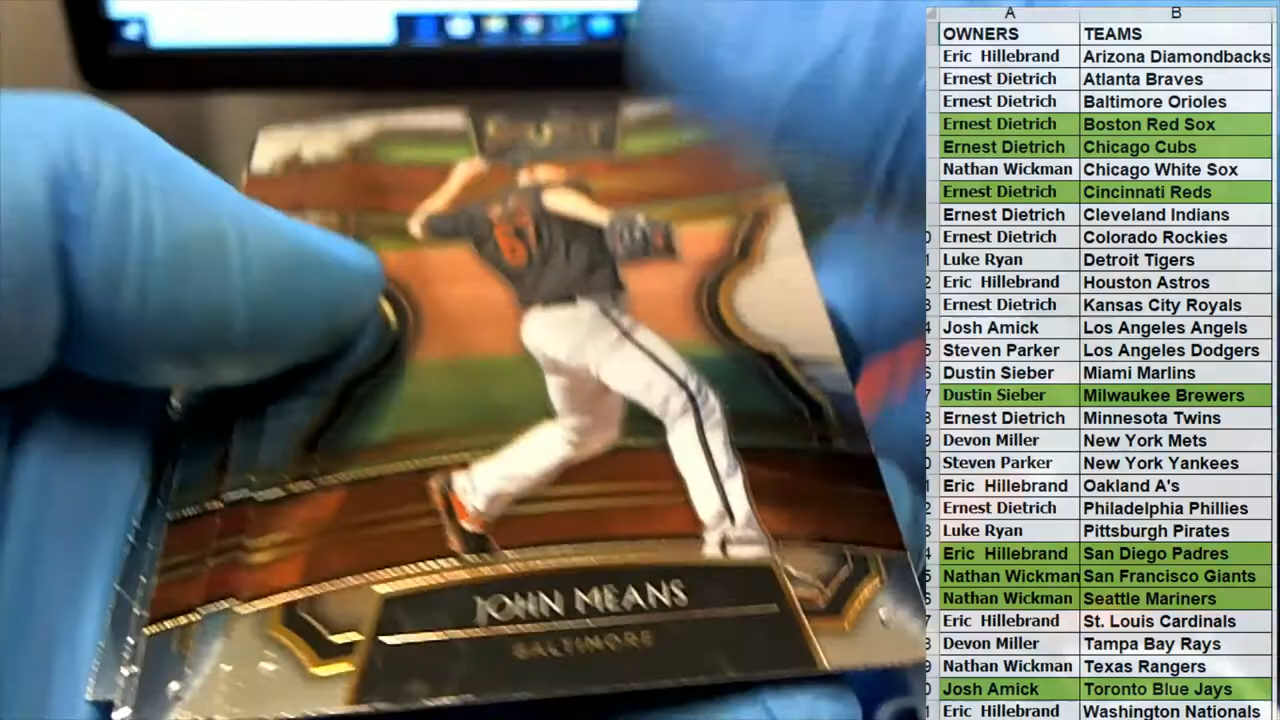 JOHN MEANS
BALTIMORE
A B
OWNERS TEAMS
Eric Hillebrand Arizona Diamondbacks
Ernest Dietrich Atlanta Braves
Ernest Dietrich Baltimore Orioles
Ernest Dietrich Boston Red Sox
Ernest Dietrich Chicago Cubs
Nathan Wickman Chicago White Sox
Ernest Dietrich Cincinnati Reds
Ernest Dietrich Cleveland Indians
Ernest Dietrich Colorado Rockies
Luke Ryan Detroit Tigers
Eric Hillebrand Houston Astros
Ernest Dietrich Kansas City Royals
Josh Amick Los Angeles Angels
Steven Parker Los Angeles Dodgers
Dustin Sieber Miami Marlins
Dustin Sieber Milwaukee Brewers
Ernest Dietrich Minnesota Twins
Devon Miller New York Mets
Steven Parker New York Yankees
Eric Hillebrand Oakland A's
Ernest Dietrich Philadelphia Phillies
Luke Ryan Pittsburgh Pirates
Eric Hillebrand San Diego Padres
Nathan Wickman San Francisco Giants
Nathan Wickman Seattle Mariners
Eric Hillebrand St. Louis Cardinals
Devon Miller Tampa Bay Rays
Nathan Wickman Texas Rangers
Josh Amick Toronto Blue Jays
Eric Hillebrand Washington Nationals